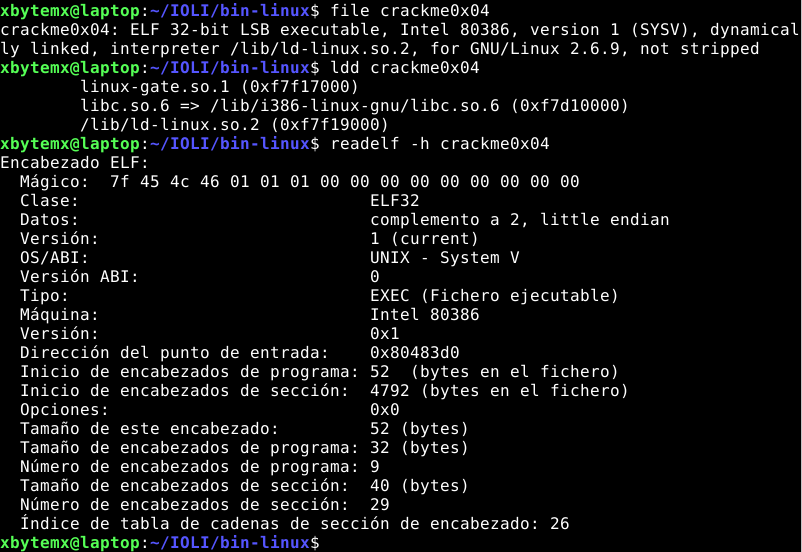 xbytemx@laptop:~/IOLI/bin-linux$ file crackme0x04
crackme0x04: ELF 32-bit LSB executable, Intel 80386, version 1 (SYSV), dynamical
ly linked, interpreter /lib/ld-linux.so.2, for GNU/Linux 2.6.9, not stripped
xbytemx@laptop:~/IOLI/bin-linux$ ldd crackme0x04
        linux-gate.so.1 (0xf7f17000)
        libc.so.6 => /lib/i386-linux-gnu/libc.so.6 (0xf7d10000)
        /lib/ld-linux.so.2 (0xf7f19000)
xbytemx@laptop:~/IOLI/bin-linux$ readelf -h crackme0x04
Encabezado ELF:
  Mágico:  7f 45 4c 46 01 01 01 00 00 00 00 00 00 00 00 00
  Clase:                             ELF32
  Datos:                             complemento a 2, little endian
  Versión:                           1 (current)
  OS/ABI:                            UNIX - System V
  Versión ABI:                       0
  Tipo:                              EXEC (Fichero ejecutable)
  Máquina:                           Intel 80386
  Versión:                           0x1
  Dirección del punto de entrada:    0x80483d0
  Inicio de encabezados de programa: 52  (bytes en el fichero)
  Inicio de encabezados de sección:  4792 (bytes en el fichero)
  Opciones:                          0x0
  Tamaño de este encabezado:         52 (bytes)
  Tamaño de encabezados de programa: 32 (bytes)
  Número de encabezados de programa: 9
  Tamaño de encabezados de sección:  40 (bytes)
  Número de encabezados de sección:  29
  Índice de tabla de cadenas de sección de encabezado: 26
xbytemx@laptop:~/IOLI/bin-linux$